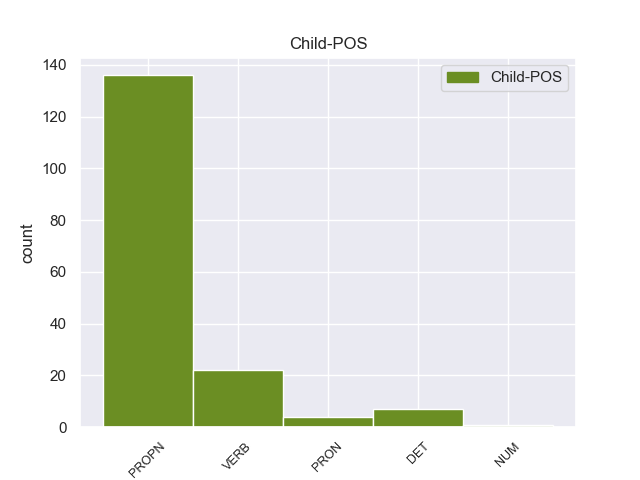 Child-POS
Child-POS
140
120
100
80
60
40
20
0
count
PROPN
VERB
PRON
DET
NUM